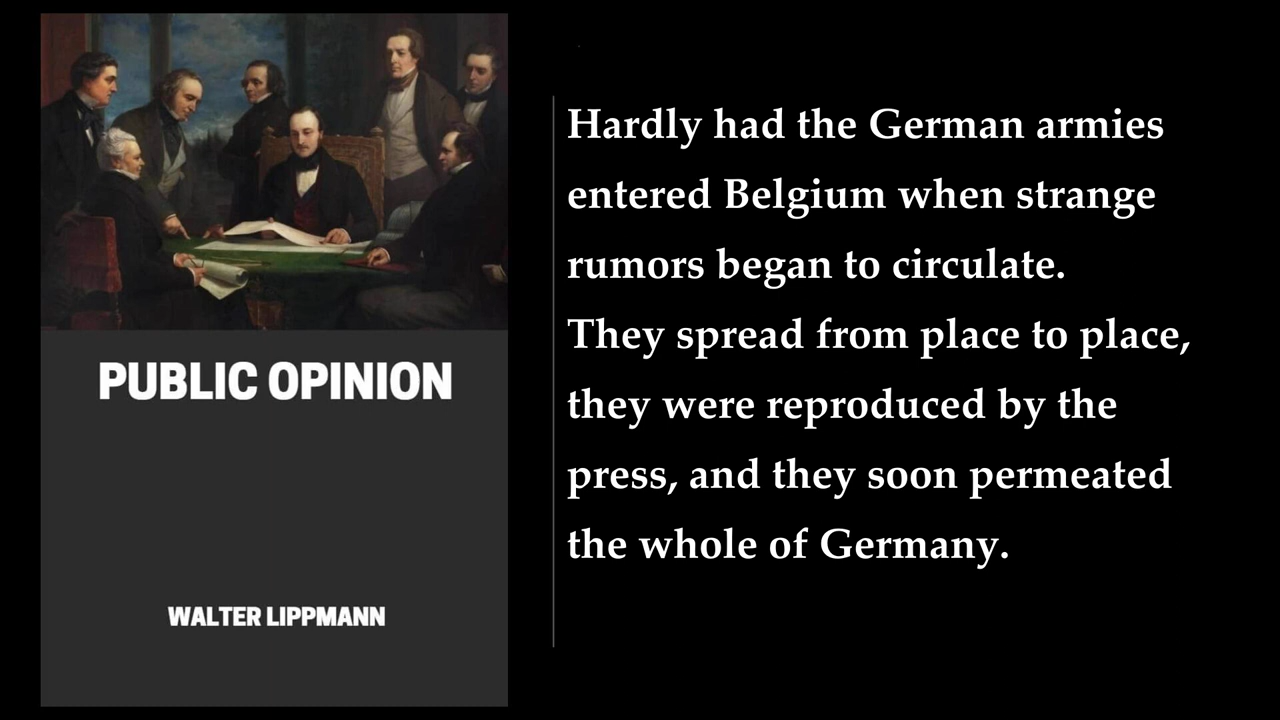 PUBLIC OPINION
WALTER LIPPMANN
Hardly had the German armies
entered Belgium when strange
rumors began to circulate.
They spread from place to place,
they were reproduced by the
press, and they soon permeated
the whole of Germany.